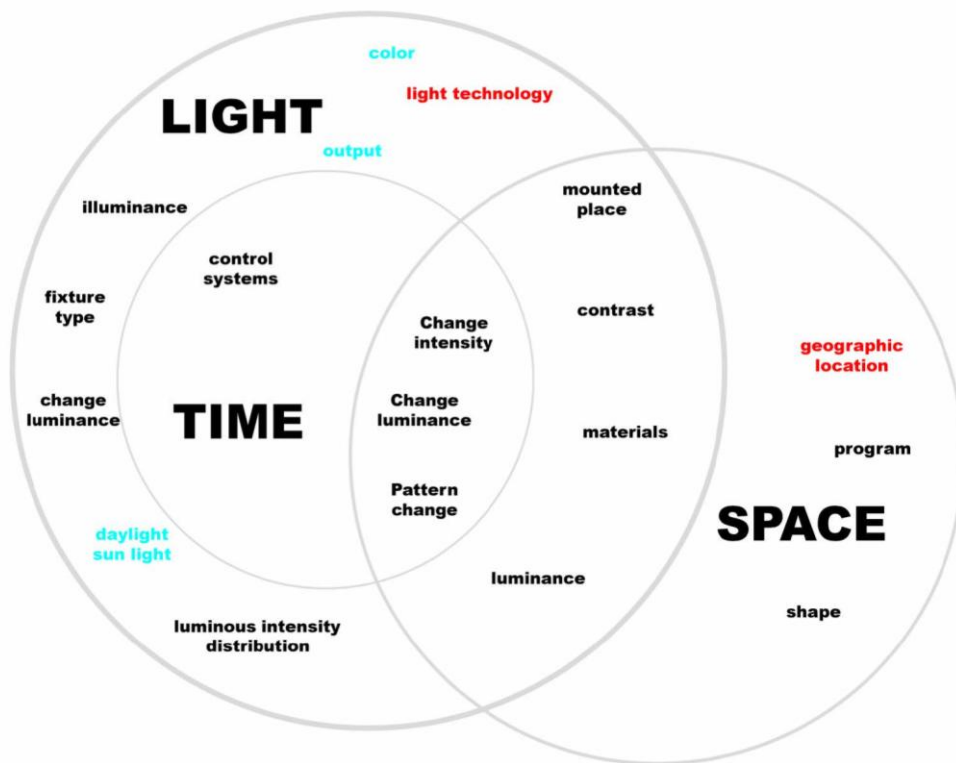 color
light technology
LIGHT
output
mounted
place
illuminance
control
systems
fixture
type
Change
intensity
contrast
geographic
location
change
luminance
TIME
Change
luminance
materials
program
Pattern
change
SPACE
daylight
sun light
luminance
shape
luminous intensity
distribution